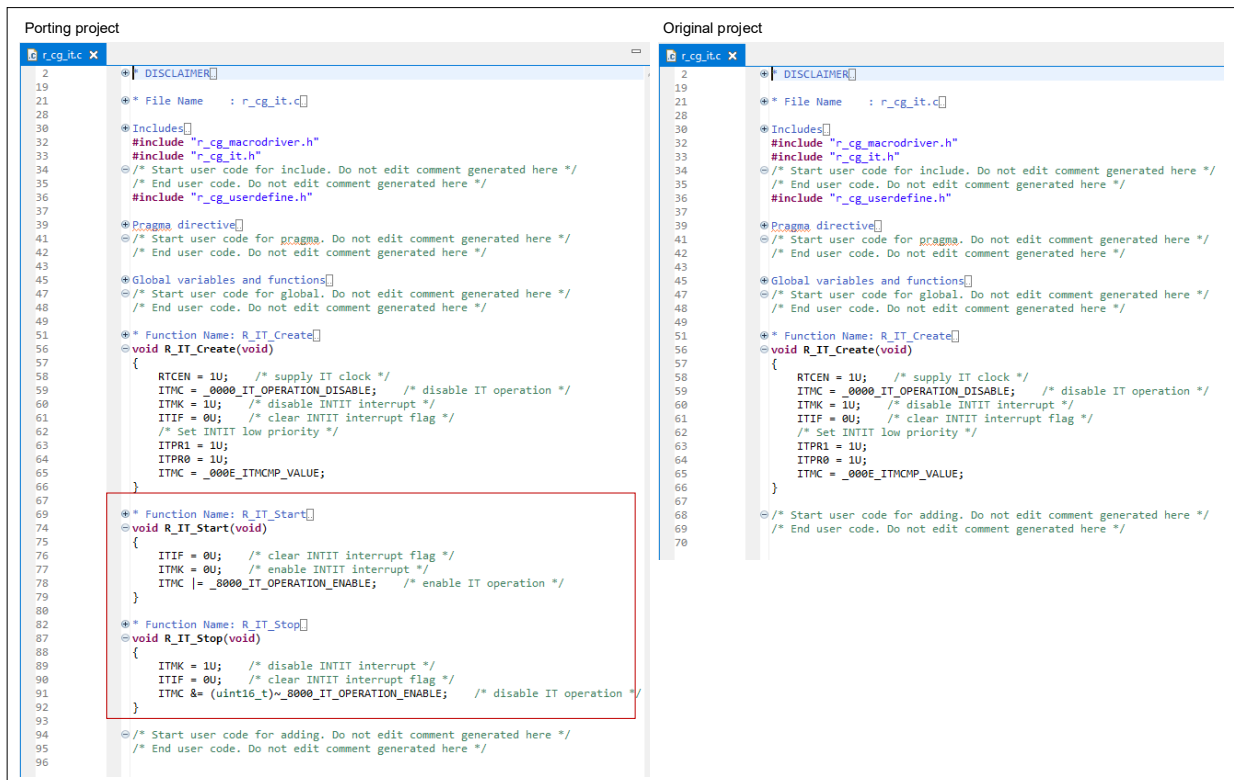 Porting project
r_cg_it.c
2 * DISCLAIMER
19
21 * File Name    : r_cg_it.c
28
30 Includes
32 #include "r_cg_macrodriver.h"
33 #include "r_cg_it.h"
34 /* Start user code for include. Do not edit comment generated here */
35 /* End user code. Do not edit comment generated here */
36 #include "r_cg_userdefine.h"
37
39 Pragma directive
41 /* Start user code for pragma. Do not edit comment generated here */
42 /* End user code. Do not edit comment generated here */
43
45 Global variables and functions
47 /* Start user code for global. Do not edit comment generated here */
48 /* End user code. Do not edit comment generated here */
49
51 * Function Name: R_IT_Create
56 void R_IT_Create(void)
57 {
58     RTCEN = 1U;    /* supply IT clock */
59     ITMC = _0000_IT_OPERATION_DISABLE;    /* disable IT operation */
60     ITMK = 1U;    /* disable INTIT interrupt */
61     ITIF = 0U;    /* clear INTIT interrupt flag */
62     /* Set INTIT low priority */
63     ITPR1 = 1U;
64     ITPR0 = 1U;
65     ITMC = _000E_ITMCMP_VALUE;
66 }
67
69 * Function Name: R_IT_Start
74 void R_IT_Start(void)
75 {
76     ITIF = 0U;    /* clear INTIT interrupt flag */
77     ITMK = 0U;    /* enable INTIT interrupt */
78     ITMC |= _8000_IT_OPERATION_ENABLE;    /* enable IT operation */
79 }
80
82 * Function Name: R_IT_Stop
87 void R_IT_Stop(void)
88 {
89     ITMK = 1U;    /* disable INTIT interrupt */
90     ITIF = 0U;    /* clear INTIT interrupt flag */
91     ITMC &= (uint16_t)~_8000_IT_OPERATION_ENABLE;    /* disable IT operation */
92 }
93
94 /* Start user code for adding. Do not edit comment generated here */
95 /* End user code. Do not edit comment generated here */
96
Original project
r_cg_it.c
2 * DISCLAIMER
19
21 * File Name    : r_cg_it.c
28
30 Includes
32 #include "r_cg_macrodriver.h"
33 #include "r_cg_it.h"
34 /* Start user code for include. Do not edit comment generated here */
35 /* End user code. Do not edit comment generated here */
36 #include "r_cg_userdefine.h"
37
39 Pragma directive
41 /* Start user code for pragma. Do not edit comment generated here */
42 /* End user code. Do not edit comment generated here */
43
45 Global variables and functions
47 /* Start user code for global. Do not edit comment generated here */
48 /* End user code. Do not edit comment generated here */
49
51 * Function Name: R_IT_Create
56 void R_IT_Create(void)
57 {
58     RTCEN = 1U;    /* supply IT clock */
59     ITMC = _0000_IT_OPERATION_DISABLE;    /* disable IT operation */
60     ITMK = 1U;    /* disable INTIT interrupt */
61     ITIF = 0U;    /* clear INTIT interrupt flag */
62     /* Set INTIT low priority */
63     ITPR1 = 1U;
64     ITPR0 = 1U;
65     ITMC = _000E_ITMCMP_VALUE;
66 }
67
68 /* Start user code for adding. Do not edit comment generated here */
69 /* End user code. Do not edit comment generated here */
70